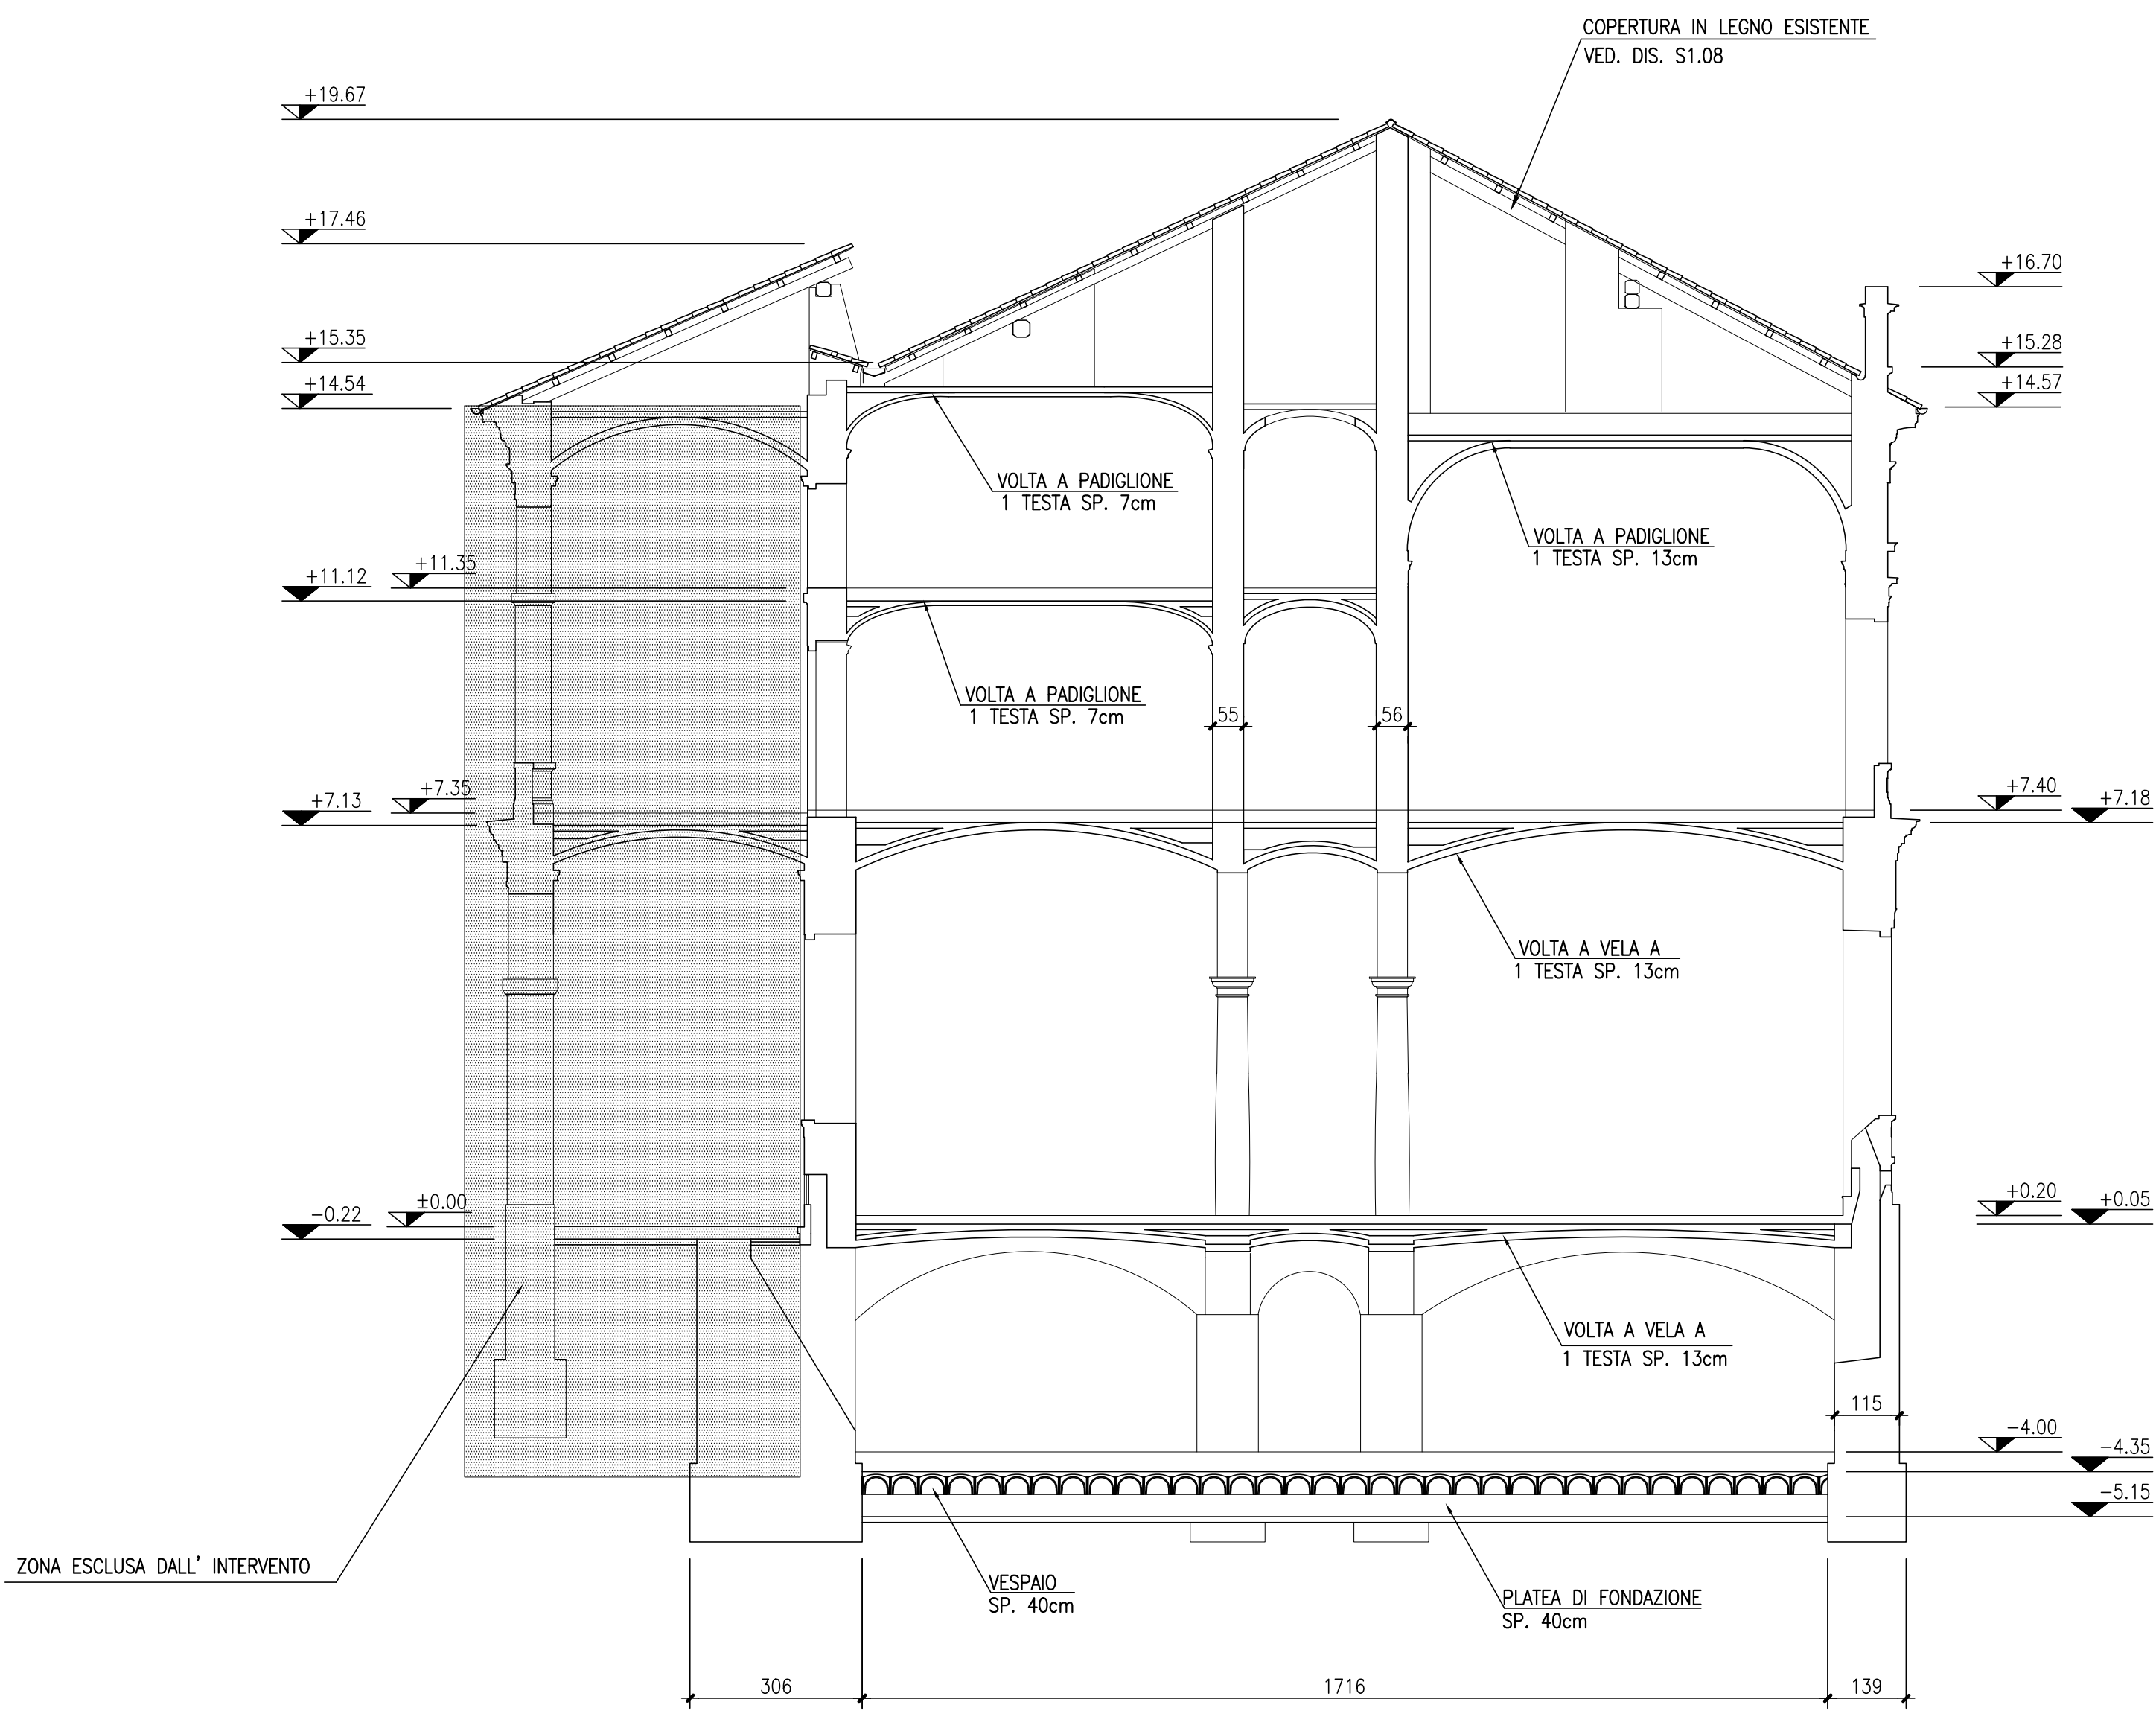 COPERTURA IN LEGNO ESISTENTE
VED. DIS. S1.08
+19.67
+17.46
+16.70
+15.35
+15.28
+14.54
+14.57
VOLTA A PADIGLIONE
1 TESTA SP. 7cm
VOLTA A PADIGLIONE
1 TESTA SP. 13cm
+11.35
+11.12
VOLTA A PADIGLIONE
1 TESTA SP. 7cm
55
56
+7.35
+7.13
+7.40
+7.18
VOLTA A VELA A
1 TESTA SP. 13cm
±0.00
-0.22
+0.20
+0.05
VOLTA A VELA A
1 TESTA SP. 13cm
115
-4.00
-4.35
-5.15
ZONA ESCLUSA DALL' INTERVENTO
VESPAIO
SP. 40cm
PLATEA DI FONDAZIONE
SP. 40cm
306
1716
139